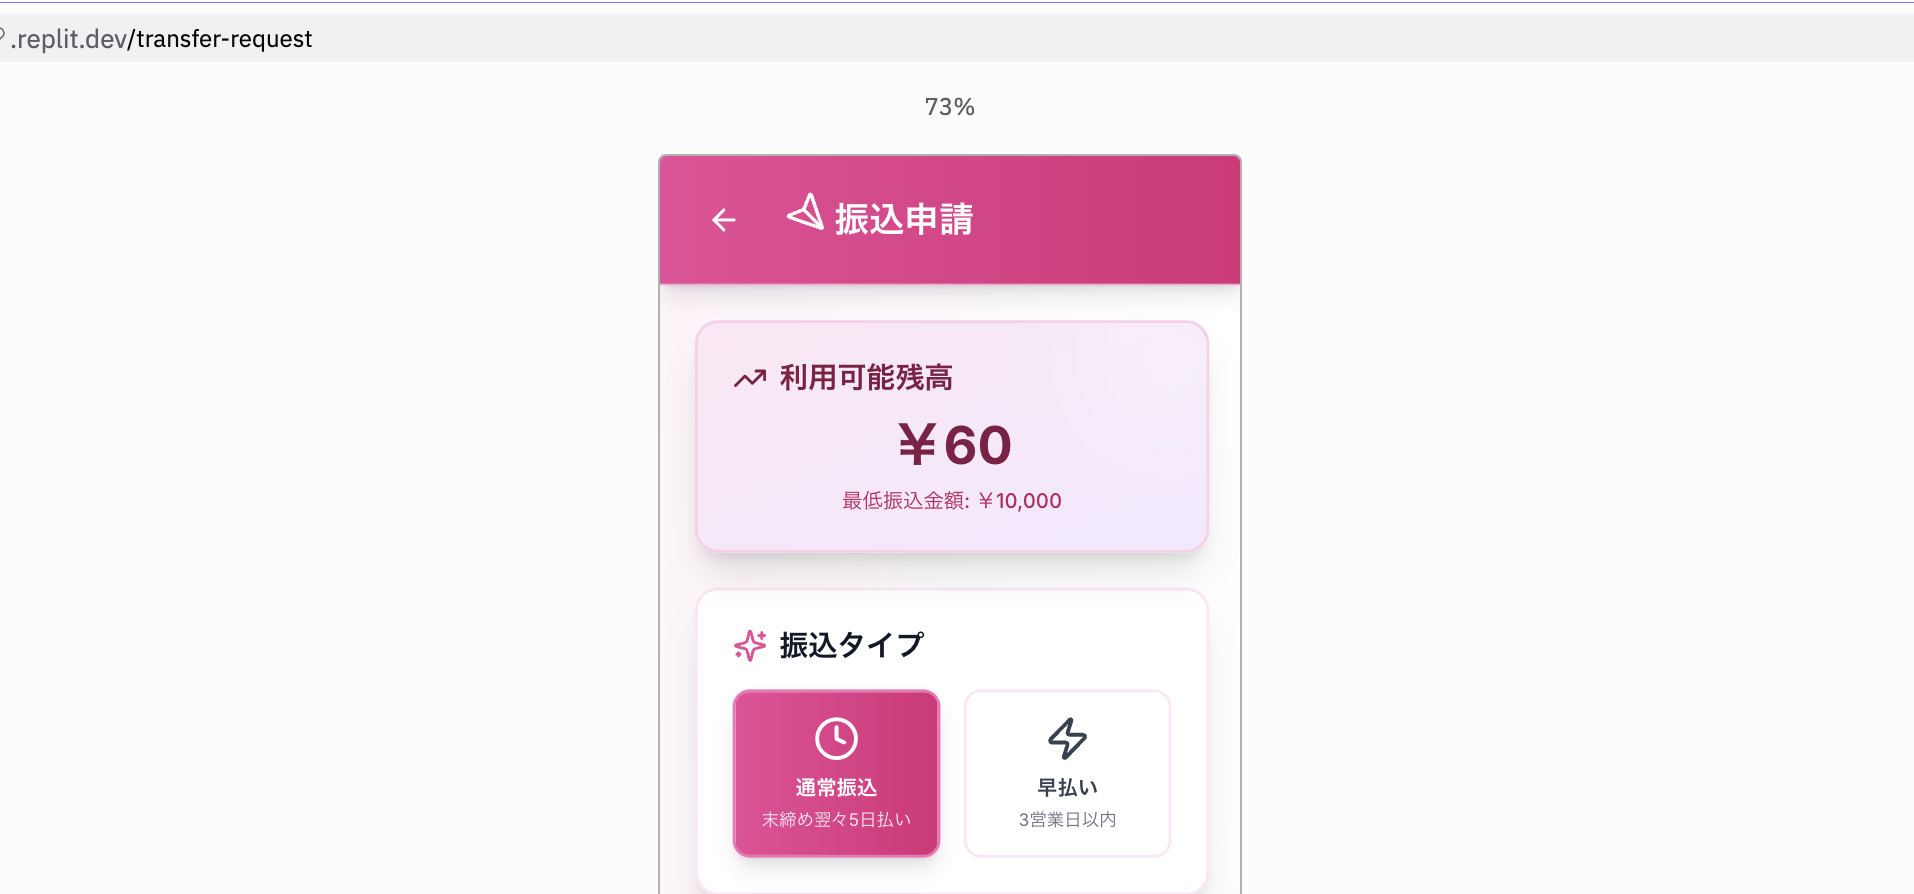 .replit.dev/transfer-request
73%
振込申請
利用可能残高
¥60
最低振込金額: ¥10,000
振込タイプ
通常振込
末締め翌々5日払い
早払い
3営業日以内